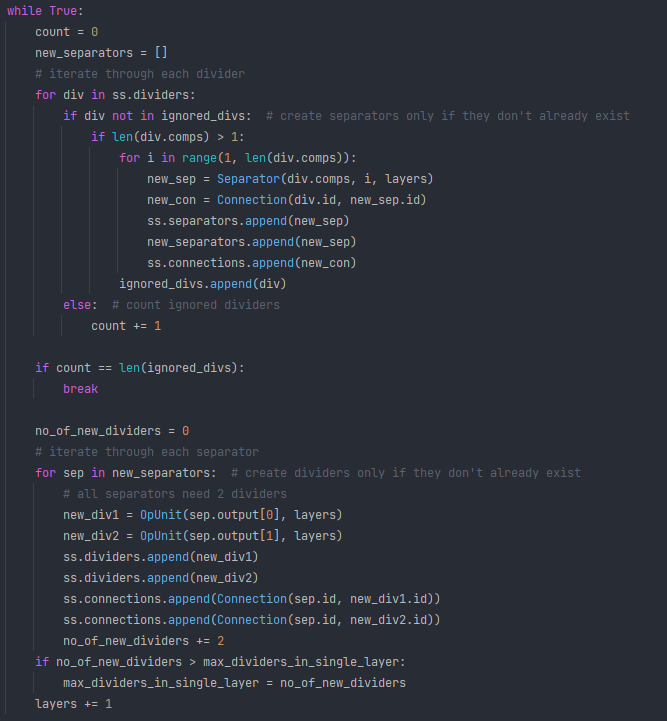 while True:
    count = 0
    new_separators = []
    # iterate through each divider
    for div in ss.dividers:
        if div not in ignored_divs:  # create separators only if they don't already exist
            if len(div.comps) > 1:
                for i in range(1, len(div.comps)):
                    new_sep = Separator(div.comps, i, layers)
                    new_con = Connection(div.id, new_sep.id)
                    ss.separators.append(new_sep)
                    new_separators.append(new_sep)
                    ss.connections.append(new_con)
                ignored_divs.append(div)
        else:  # count ignored dividers
            count += 1

    if count == len(ignored_divs):
        break

    no_of_new_dividers = 0
    # iterate through each separator
    for sep in new_separators:  # create dividers only if they don't already exist
        # all separators need 2 dividers
        new_div1 = OpUnit(sep.output[0], layers)
        new_div2 = OpUnit(sep.output[1], layers)
        ss.dividers.append(new_div1)
        ss.dividers.append(new_div2)
        ss.connections.append(Connection(sep.id, new_div1.id))
        ss.connections.append(Connection(sep.id, new_div2.id))
        no_of_new_dividers += 2
    if no_of_new_dividers > max_dividers_in_single_layer:
        max_dividers_in_single_layer = no_of_new_dividers
    layers += 1